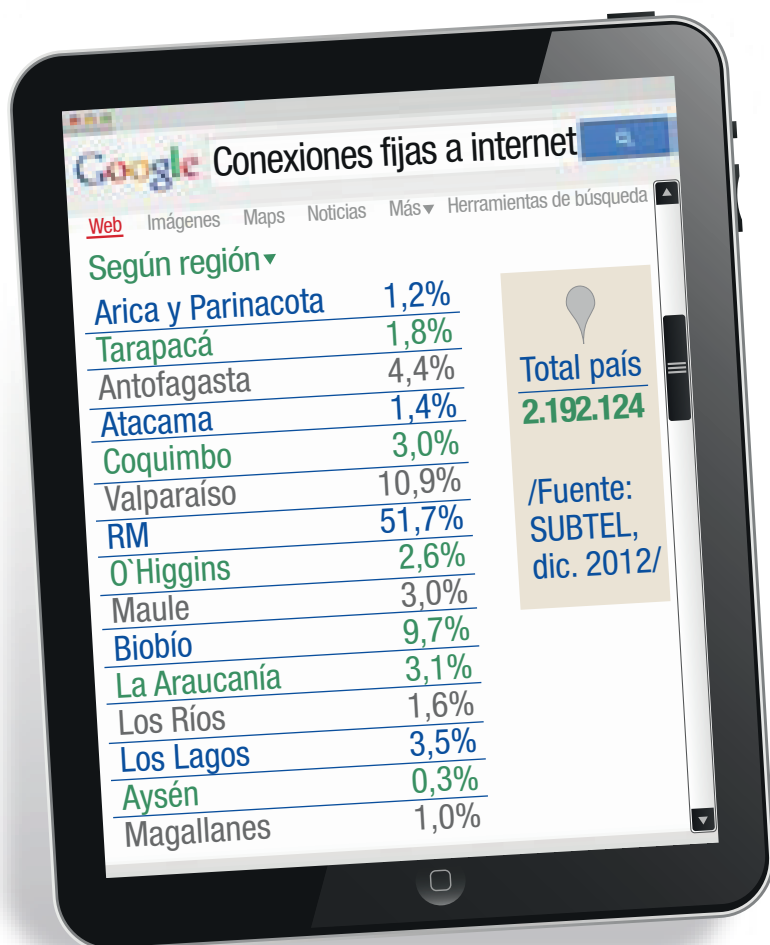 Google Conexiones fijas a internet
Web Imágenes Maps Noticias Más▾ Herramientas de búsqueda
Según región▾
Arica y Parinacota 1,2%
Tarapacá 1,8%
Antofagasta 4,4%
Atacama 1,4%
Coquimbo 3,0%
Valparaíso 10,9%
RM 51,7%
O`Higgins 2,6%
Maule 3,0%
Biobío 9,7%
La Araucanía 3,1%
Los Ríos 1,6%
Los Lagos 3,5%
Aysén 0,3%
Magallanes 1,0%
Total país
2.192.124
/Fuente:
SUBTEL,
dic. 2012/